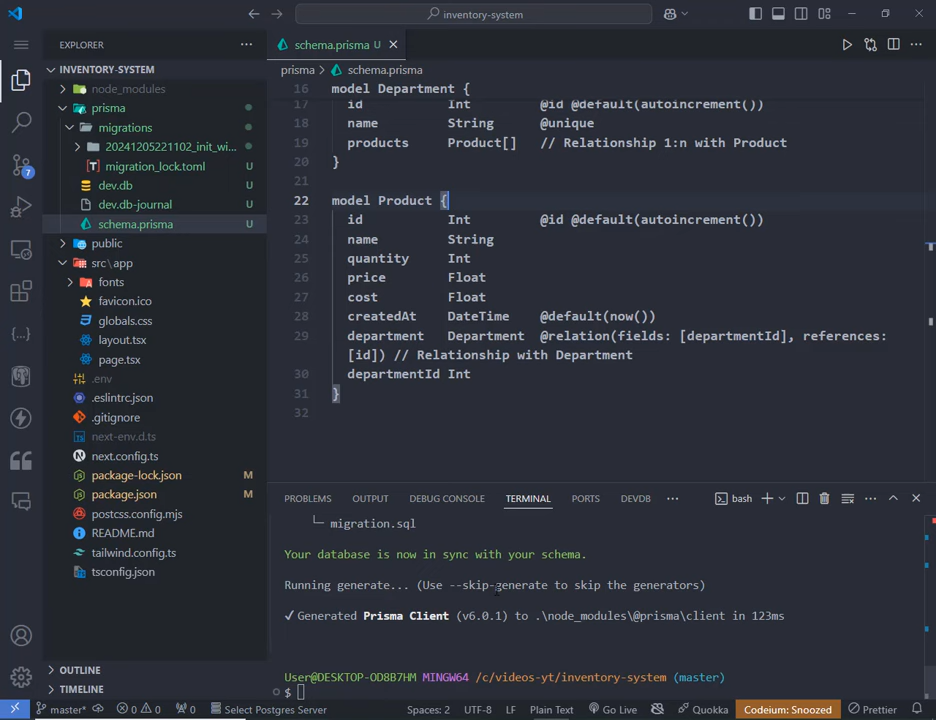 inventory-system
EXPLORER
INVENTORY-SYSTEM
node_modules
prisma
migrations
20241205221102_init_wi...
migration_lock.toml U
dev.db U
dev.db-journal U
schema.prisma U
public
src\app
fonts
favicon.ico
globals.css
layout.tsx
page.tsx
.env
.eslintrc.json
.gitignore
next-env.d.ts
next.config.ts
package-lock.json M
package.json M
postcss.config.mjs
README.md
tailwind.config.ts
tsconfig.json
OUTLINE
TIMELINE
7
schema.prisma U
prisma > schema.prisma
16 model Department {
17 id Int @id @default(autoincrement())
18 name String @unique
19 products Product[] // Relationship 1:n with Product
20 }
21
22 model Product {
23 id Int @id @default(autoincrement())
24 name String
25 quantity Int
26 price Float
27 cost Float
28 createdAt DateTime @default(now())
29 department Department @relation(fields: [departmentId], references:
[id]) // Relationship with Department
30 departmentId Int
31 }
32
PROBLEMS OUTPUT DEBUG CONSOLE TERMINAL PORTS DEVDB ... bash
└─ migration.sql
Your database is now in sync with your schema.
Running generate... (Use --skip-generate to skip the generators)
✔ Generated Prisma Client (v6.0.1) to .\node_modules\@prisma\client in 123ms
User@DESKTOP-OD8B7HM MINGW64 /c/videos-yt/inventory-system (master)
$
master* 0 0 0 Select Postgres Server Spaces: 2 UTF-8 LF Plain Text Go Live Quokka Codeium: Snoozed Prettier